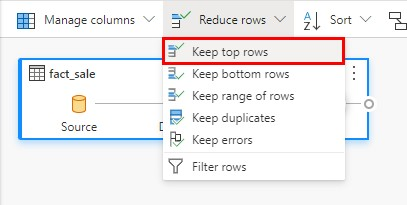 Manage columns
Reduce rows
Sort
Keep top rows
fact_sale
Keep bottom rows
Keep range of rows
Keep duplicates
Source
D
Keep errors
Filter rows